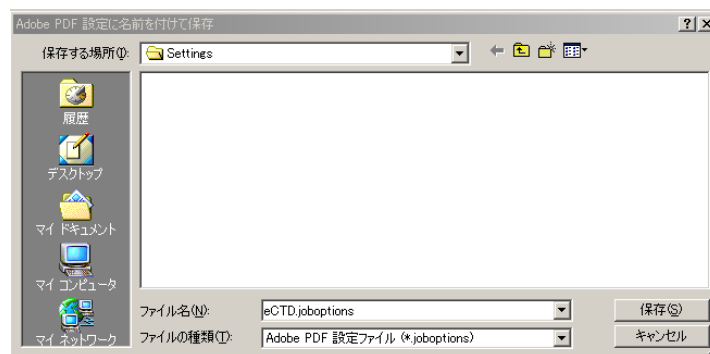 Adobe PDF 設定に名前を付けて保存
保存する場所(I): Settings
履歴
デスクトップ
マイ ドキュメント
マイ コンピュータ
マイ ネットワーク
ファイル名(N): eCTD.joboptions 保存(S)
ファイルの種類(T): Adobe PDF 設定ファイル (*.joboptions) キャンセル